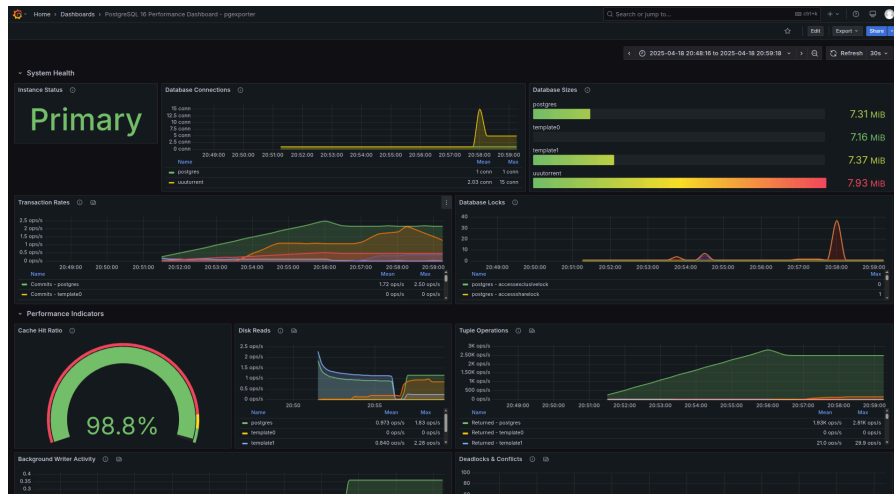 Home > Dashboards > PostgreSQL 16 Performance Dashboard - pgexporter
Search or jump to...
ctrl+k
Edit
Export
Share
2025-04-18 20:48:16 to 2025-04-18 20:59:18
Refresh 30s
System Health
Instance Status
Primary
Database Connections
15 conn
12.5 conn
10 conn
7.5 conn
5 conn
2.5 conn
0 conn
20:49:00 20:50:00 20:51:00 20:52:00 20:53:00 20:54:00 20:55:00 20:56:00 20:57:00 20:58:00 20:59:00
Name Mean Max
postgres 1 conn 1 conn
uuutorrent 2.03 conn 15 conn
Database Sizes
postgres
7.31 MiB
template0
7.16 MiB
template1
7.37 MiB
uuutorrent
7.93 MiB
Transaction Rates
2.5 ops/s
2 ops/s
1.5 ops/s
1 ops/s
0.5 ops/s
0 ops/s
20:49:00 20:50:00 20:51:00 20:52:00 20:53:00 20:54:00 20:55:00 20:56:00 20:57:00 20:58:00 20:59:00
Name Mean Max
Commits - postgres 1.72 ops/s 2.50 ops/s
Commits - template0 0 ops/s 0 ops/s
Database Locks
40
30
20
10
0
20:49:00 20:50:00 20:51:00 20:52:00 20:53:00 20:54:00 20:55:00 20:56:00 20:57:00 20:58:00 20:59:00
Name Max
postgres - accessexclusivelock 0
postgres - accesssharelock 1
Performance Indicators
Cache Hit Ratio
98.8%
Disk Reads
2.5 ops/s
2 ops/s
1.5 ops/s
1 ops/s
0.5 ops/s
0 ops/s
20:50 20:55
Name Mean Max
postgres 0.973 ops/s 1.83 ops/s
template0 0 ops/s 0 ops/s
template1 0.840 ops/s 2.28 ops/s
Tuple Operations
3K ops/s
2.50K ops/s
2K ops/s
1.50K ops/s
1K ops/s
500 ops/s
0 ops/s
20:49:00 20:50:00 20:51:00 20:52:00 20:53:00 20:54:00 20:55:00 20:56:00 20:57:00 20:58:00 20:59:00
Name Mean Max
Returned - postgres 1.93K ops/s 2.81K ops/s
Returned - template0 0 ops/s 0 ops/s
Returned - template1 21.0 ops/s 29.9 ops/s
Background Writer Activity
0.4
0.35
0.3
Deadlocks & Conflicts
100
80